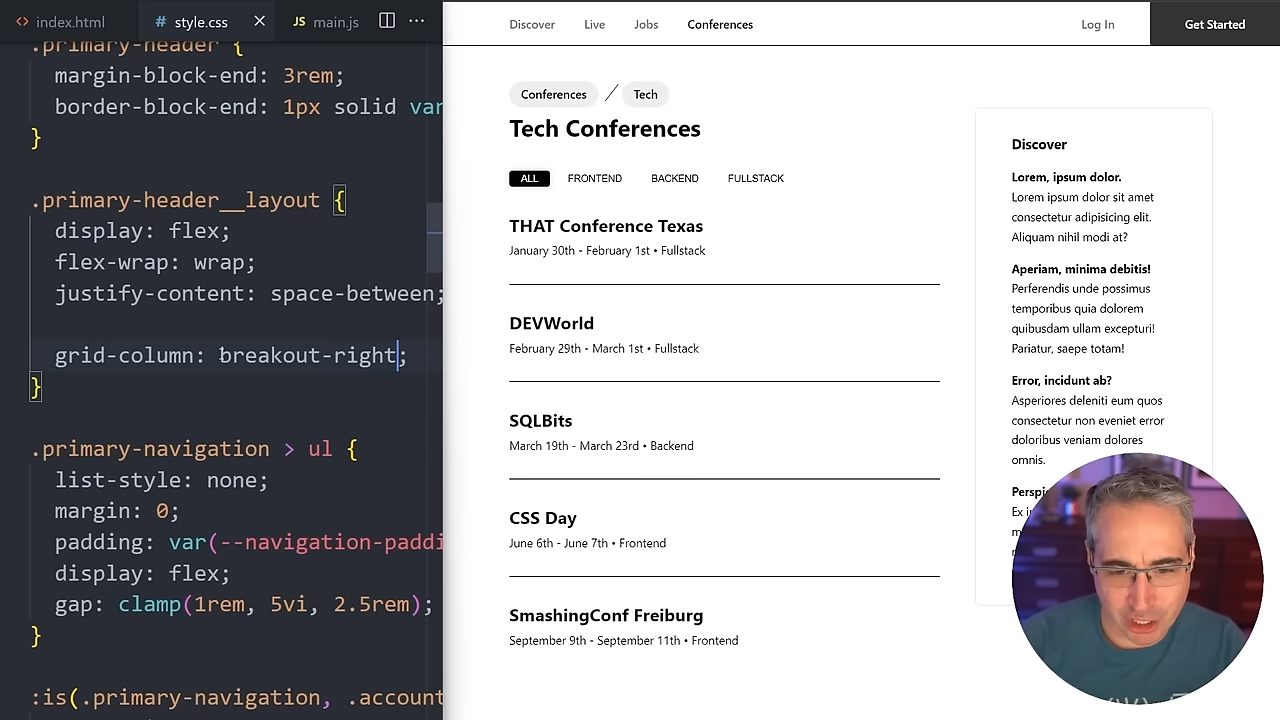 index.html
style.css
main.js
.primary-header {
margin-block-end: 3rem;
border-block-end: 1px solid var
}
.primary-header__layout {
display: flex;
flex-wrap: wrap;
justify-content: space-between;
grid-column: breakout-right;
}
.primary-navigation > ul {
list-style: none;
margin: 0;
padding: var(--navigation-paddi
display: flex;
gap: clamp(1rem, 5vi, 2.5rem);
}
:is(.primary-navigation, .account
Discover Live Jobs Conferences Log In Get Started
Conferences / Tech
Tech Conferences
ALL FRONTEND BACKEND FULLSTACK
THAT Conference Texas
January 30th - February 1st • Fullstack
DEVWorld
February 29th - March 1st • Fullstack
SQLBits
March 19th - March 23rd • Backend
CSS Day
June 6th - June 7th • Frontend
SmashingConf Freiburg
September 9th - September 11th • Frontend
Discover
Lorem, ipsum dolor.
Lorem ipsum dolor sit amet
consectetur adipisicing elit.
Aliquam nihil modi at?
Aperiam, minima debitis!
Perferendis unde possimus
temporibus quia dolorem
quibusdam ullam excepturi!
Pariatur, saepe totam!
Error, incidunt ab?
Asperiores deleniti eum quos
consectetur non eveniet error
doloribus veniam dolores
omnis.
Ex